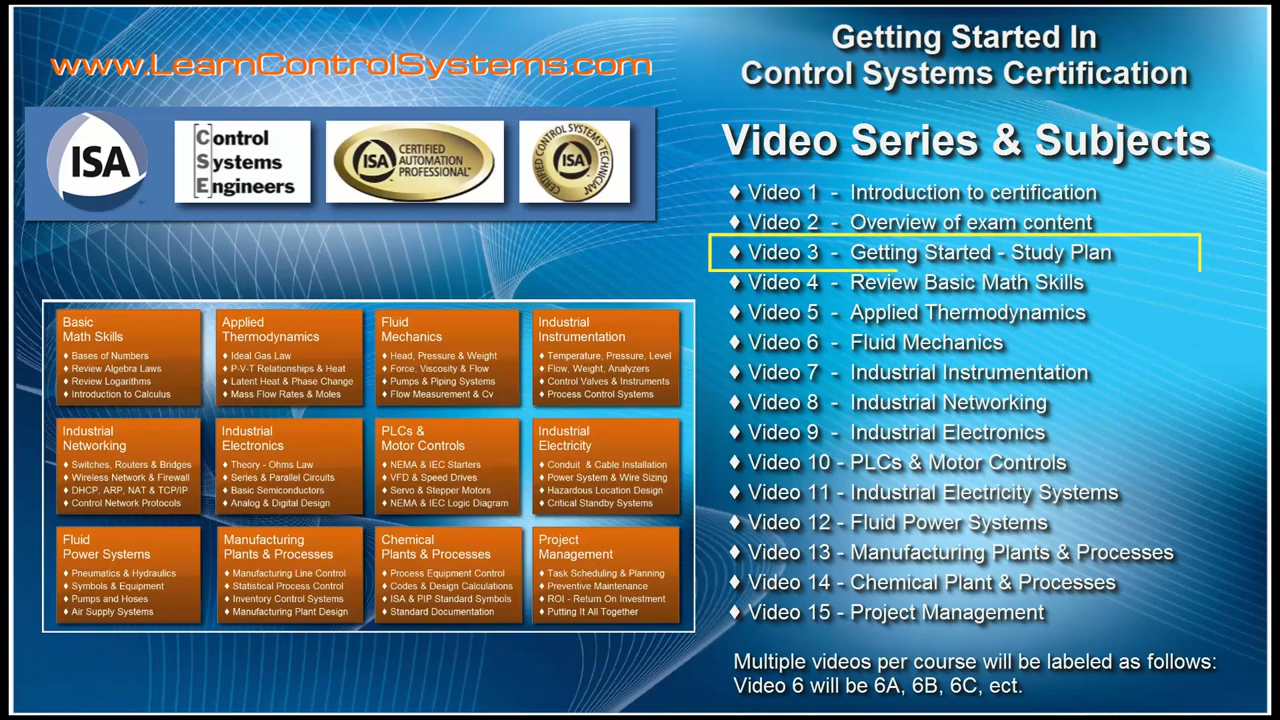 www.LearnControlSystems.com
ISA
Control
Systems
Engineers
ISA CERTIFIED
AUTOMATION
PROFESSIONAL™
CERTIFIED CONTROL SYSTEMS TECHNICIAN
ISA
Getting Started In
Control Systems Certification
Video Series & Subjects
♦ Video 1 - Introduction to certification
♦ Video 2 - Overview of exam content
♦ Video 3 - Getting Started - Study Plan
♦ Video 4 - Review Basic Math Skills
♦ Video 5 - Applied Thermodynamics
♦ Video 6 - Fluid Mechanics
♦ Video 7 - Industrial Instrumentation
♦ Video 8 - Industrial Networking
♦ Video 9 - Industrial Electronics
♦ Video 10 - PLCs & Motor Controls
♦ Video 11 - Industrial Electricity Systems
♦ Video 12 - Fluid Power Systems
♦ Video 13 - Manufacturing Plants & Processes
♦ Video 14 - Chemical Plant & Processes
♦ Video 15 - Project Management
Multiple videos per course will be labeled as follows:
Video 6 will be 6A, 6B, 6C, ect.
Basic
Math Skills
♦ Bases of Numbers
♦ Review Algebra Laws
♦ Review Logarithms
♦ Introduction to Calculus
Applied
Thermodynamics
♦ Ideal Gas Law
♦ P-V-T Relationships & Heat
♦ Latent Heat & Phase Change
♦ Mass Flow Rates & Moles
Fluid
Mechanics
♦ Head, Pressure & Weight
♦ Force, Viscosity & Flow
♦ Pumps & Piping Systems
♦ Flow Measurement & Cv
Industrial
Instrumentation
♦ Temperature, Pressure, Level
♦ Flow, Weight, Analyzers
♦ Control Valves & Instruments
♦ Process Control Systems
Industrial
Networking
♦ Switches, Routers & Bridges
♦ Wireless Network & Firewall
♦ DHCP, ARP, NAT & TCP/IP
♦ Control Network Protocols
Industrial
Electronics
♦ Theory - Ohms Law
♦ Series & Parallel Circuits
♦ Basic Semiconductors
♦ Analog & Digital Design
PLCs &
Motor Controls
♦ NEMA & IEC Starters
♦ VFD & Speed Drives
♦ Servo & Stepper Motors
♦ NEMA & IEC Logic Diagram
Industrial
Electricity
♦ Conduit & Cable Installation
♦ Power System & Wire Sizing
♦ Hazardous Location Design
♦ Critical Standby Systems
Fluid
Power Systems
♦ Pneumatics & Hydraulics
♦ Symbols & Equipment
♦ Pumps and Hoses
♦ Air Supply Systems
Manufacturing
Plants & Processes
♦ Manufacturing Line Control
♦ Statistical Process Control
♦ Inventory Control Systems
♦ Manufacturing Plant Design
Chemical
Plants & Processes
♦ Process Equipment Control
♦ Codes & Design Calculations
♦ ISA & PIP Standard Symbols
♦ Standard Documentation
Project
Management
♦ Task Scheduling & Planning
♦ Preventive Maintenance
♦ ROI - Return On Investment
♦ Putting It All Together